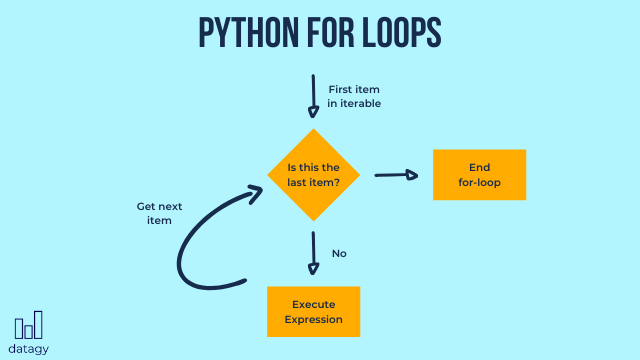 PYTHON FOR LOOPS
First item
in iterable
Is this the
last item?
End
for-loop
Get next
item
No
Execute
Expression
datagy